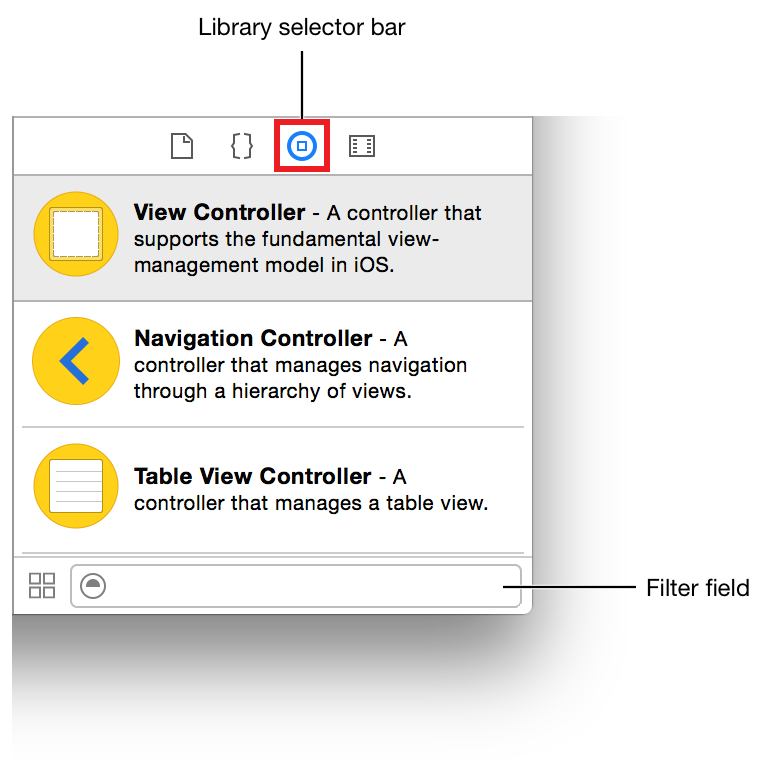 Library selector bar
View Controller - A controller that
supports the fundamental view-
management model in iOS.
Navigation Controller - A
controller that manages navigation
through a hierarchy of views.
Table View Controller - A
controller that manages a table view.
Filter field